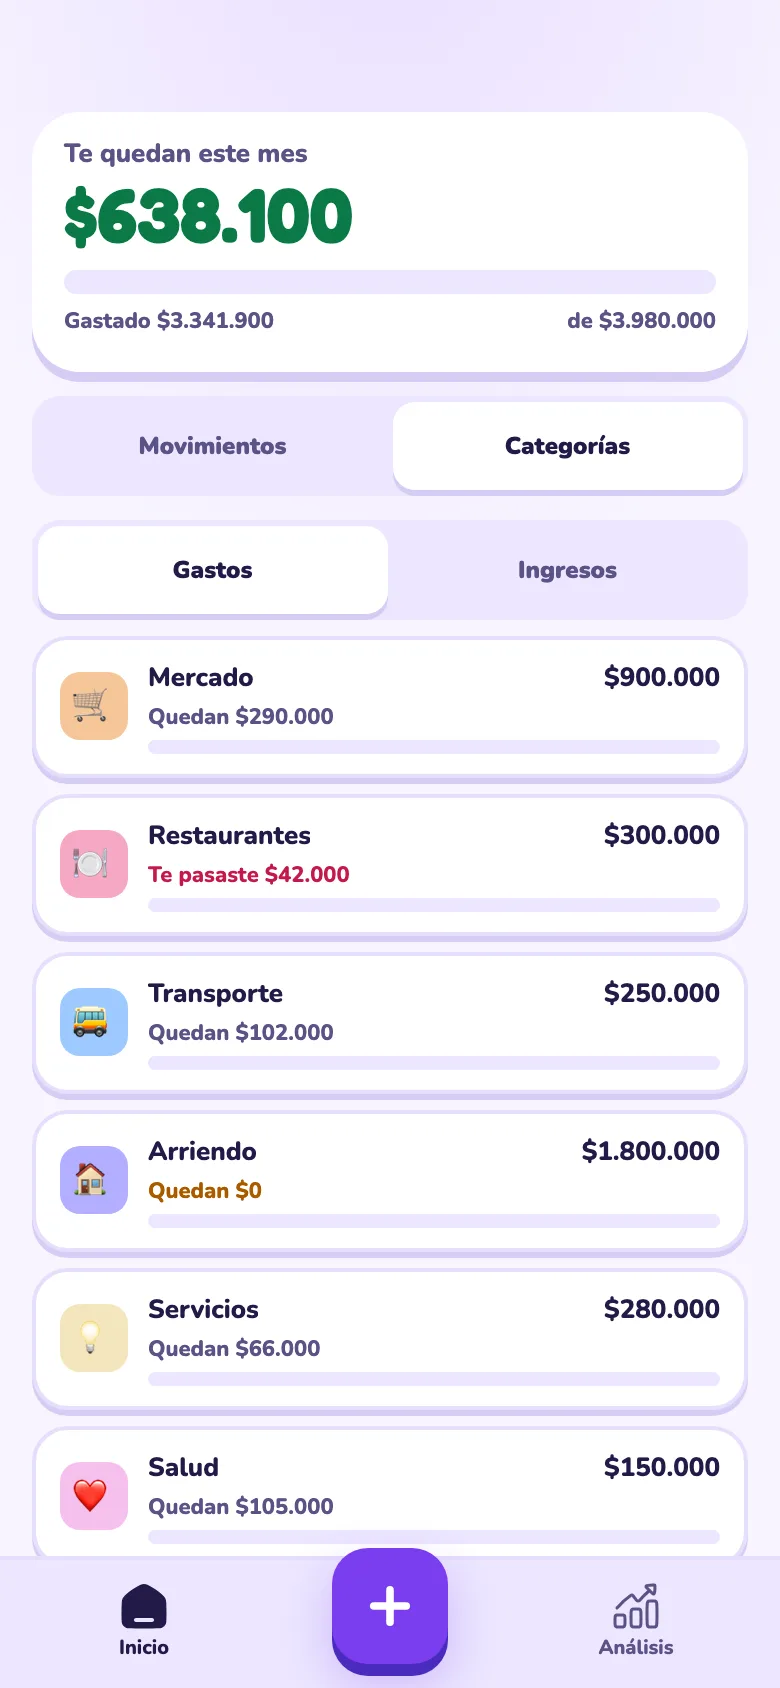 Te quedan este mes
$638.100
Gastado $3.341.900
de $3.980.000
Movimientos
Categorías
Gastos
Ingresos
Mercado
$900.000
Quedan $290.000
Restaurantes
$300.000
Te pasaste $42.000
Transporte
$250.000
Quedan $102.000
Arriendo
$1.800.000
Quedan $0
Servicios
$280.000
Quedan $66.000
Salud
$150.000
Quedan $105.000
Inicio
Análisis